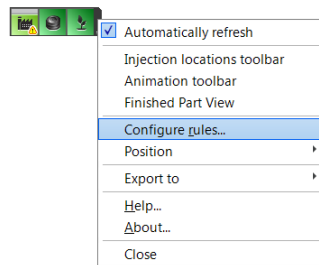 Automatically refresh
Injection locations toolbar
Animation toolbar
Finished Part View
Configure rules...
Position
Export to
Help...
About...
Close